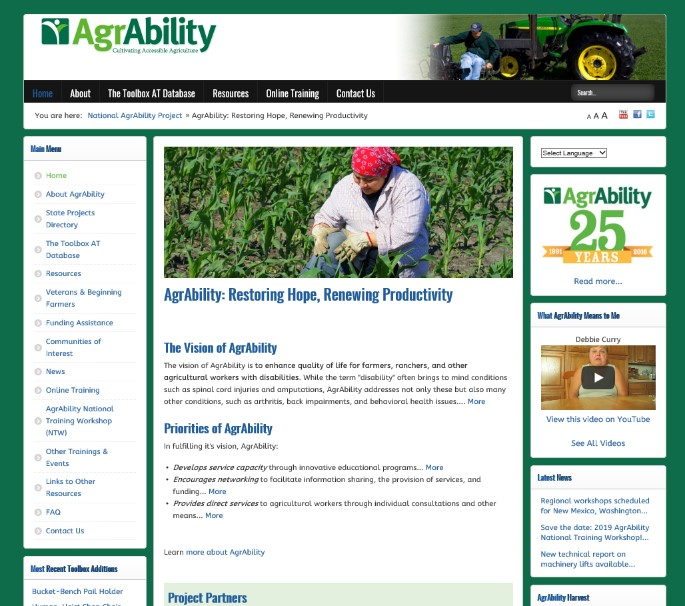 AgrAbility
Cultivating Accessible Agriculture
Home About The Toolbox AT Database Resources Online Training Contact Us Search...
You are here: National AgrAbility Project » AgrAbility: Restoring Hope, Renewing Productivity A A A
Main Menu
Home
About AgrAbility
State Projects
Directory
The Toolbox AT
Database
Resources
Veterans & Beginning
Farmers
Funding Assistance
Communities of
Interest
News
Online Training
AgrAbility National
Training Workshop
(NTW)
Other Trainings &
Events
Links to Other
Resources
FAQ
Contact Us
Most Recent Toolbox Additions
Bucket-Bench Pail Holder
AgrAbility: Restoring Hope, Renewing Productivity
The Vision of AgrAbility
The vision of AgrAbility is to enhance quality of life for farmers, ranchers, and other
agricultural workers with disabilities. While the term "disability" often brings to mind conditions
such as spinal cord injuries and amputations, AgrAbility addresses not only these but also many
other conditions, such as arthritis, back impairments, and behavioral health issues.... More
Priorities of AgrAbility
In fulfilling it's vision, AgrAbility:
• Develops service capacity through innovative educational programs... More
• Encourages networking to facilitate information sharing, the provision of services, and
funding... More
• Provides direct services to agricultural workers through individual consultations and other
means... More
Learn more about AgrAbility
Project Partners
Select Language
AgrAbility
25
YEARS
Read more...
What AgrAbility Means to Me
Debbie Curry
View this video on YouTube
See All Videos
Latest News
Regional workshops scheduled
for New Mexico, Washington...
Save the date: 2019 AgrAbility
National Training Workshop!...
New technical report on
machinery lifts available...
AgrAbility Harvest